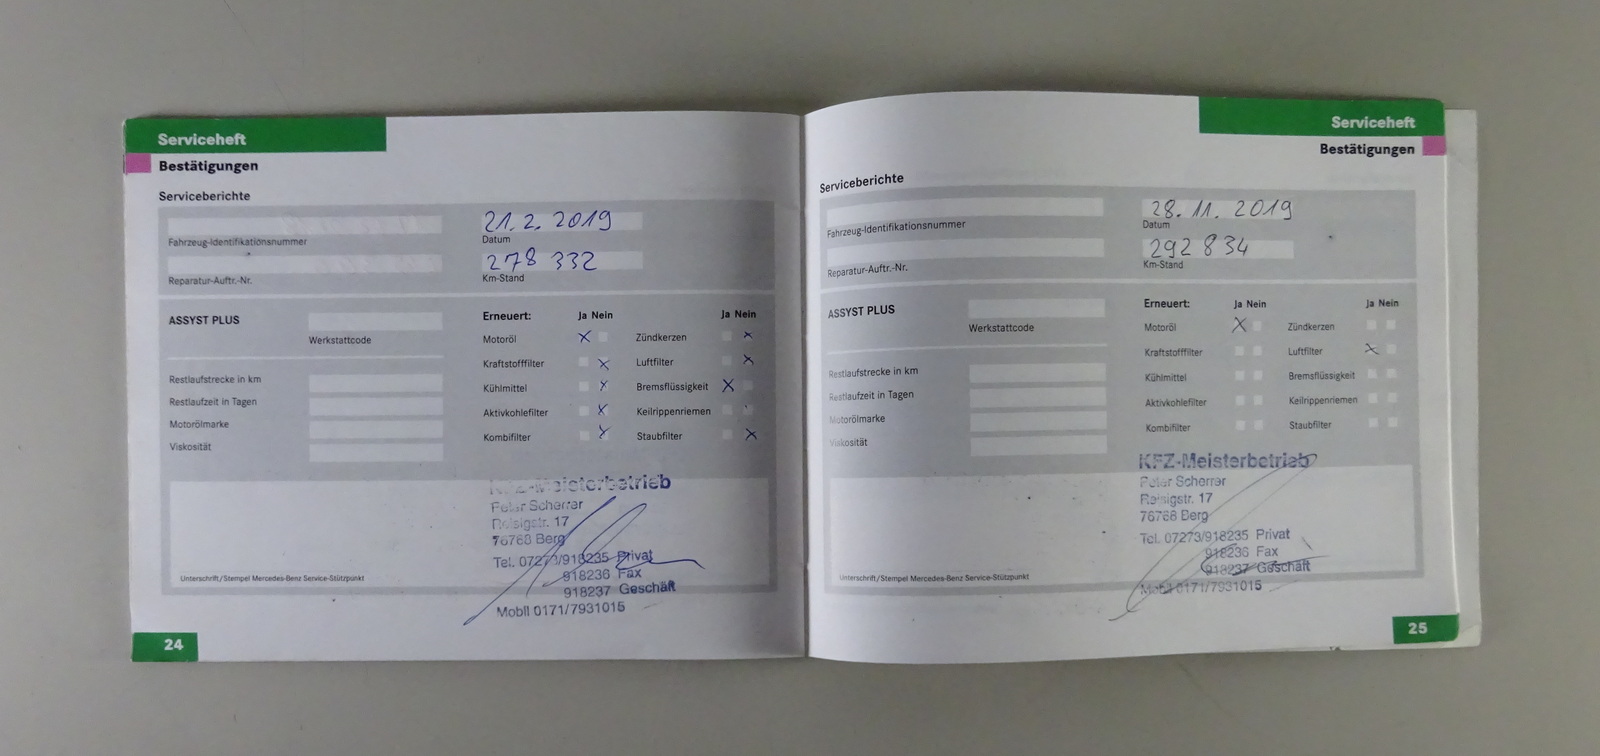 Serviceheft
Bestätigungen
Serviceberichte
21.2.2019
Fahrzeug-Identifikationsnummer
Datum
278 332
Reparatur-Auftr.-Nr.
Km-Stand
ASSYST PLUS
Werkstattcode
Erneuert:
Ja Nein
Ja Nein
Motoröl X
Zündkerzen X
Kraftstofffilter X
Luftfilter X
Restlaufstrecke in km
Kühlmittel X
Bremsflüssigkeit X
Restlaufzeit in Tagen
Aktivkohlefilter X
Keilrippenriemen
Motorölmarke
Kombifilter X
Staubfilter X
Viskosität
KFZ-Meisterbetrieb
Peter Scherrer
Reisigstr. 17
76768 Berg
Tel. 07273/918235 Privat
918236 Fax
918237 Geschäft
Mobil 0171/7931015
Unterschrift/Stempel Mercedes-Benz Service-Stützpunkt
24
Serviceheft
Bestätigungen
Serviceberichte
28.11.2019
Fahrzeug-Identifikationsnummer
Datum
292 834
Reparatur-Auftr.-Nr.
Km-Stand
ASSYST PLUS
Werkstattcode
Erneuert:
Ja Nein
Ja Nein
Motoröl X
Zündkerzen
Kraftstofffilter
Luftfilter X
Restlaufstrecke in km
Kühlmittel
Bremsflüssigkeit
Restlaufzeit in Tagen
Aktivkohlefilter
Keilrippenriemen
Motorölmarke
Kombifilter
Staubfilter
Viskosität
KFZ-Meisterbetrieb
Peter Scherrer
Reisigstr. 17
76768 Berg
Tel. 07273/918235 Privat
918236 Fax
918237 Geschäft
Mobil 0171/7931015
Unterschrift/Stempel Mercedes-Benz Service-Stützpunkt
25